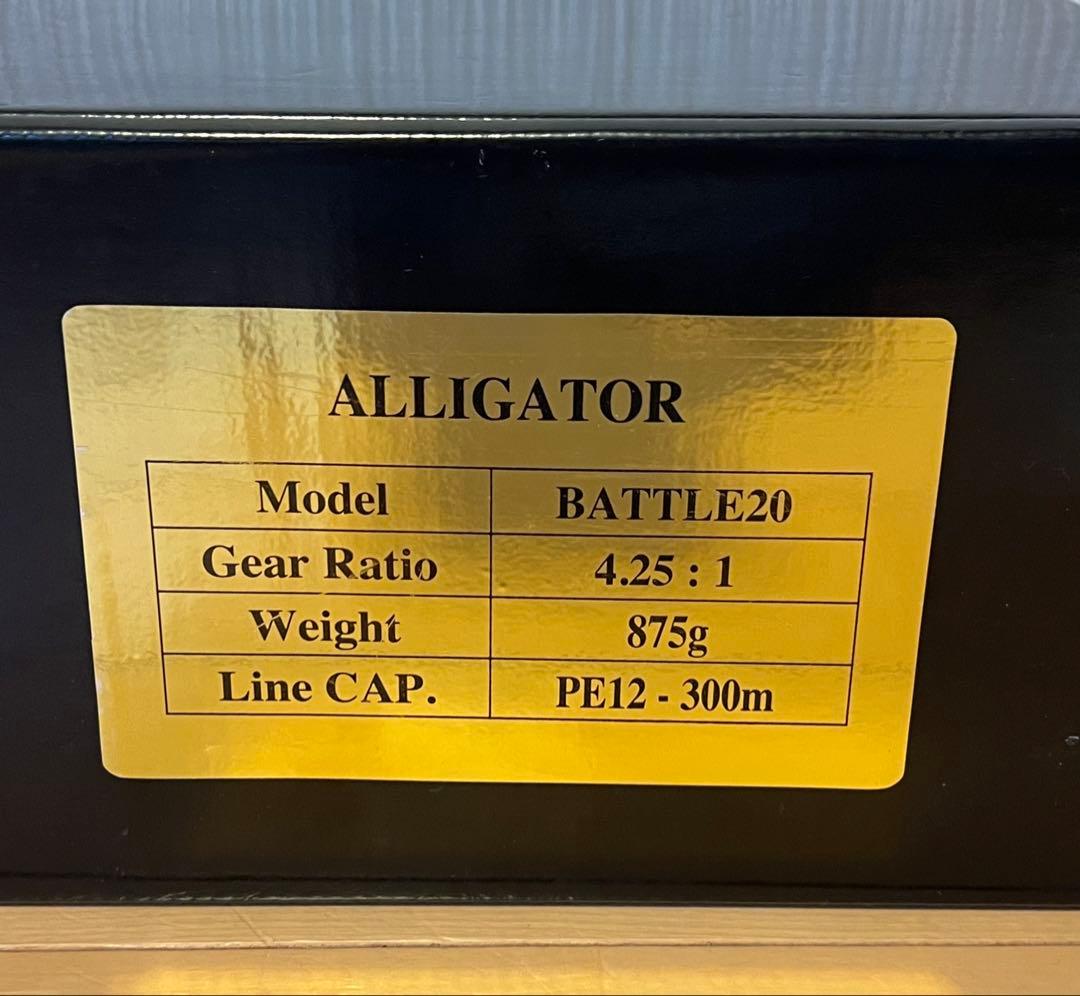 ALLIGATOR
Model BATTLE20
Gear Ratio 4.25 : 1
Weight 875g
Line CAP. PE12 - 300m